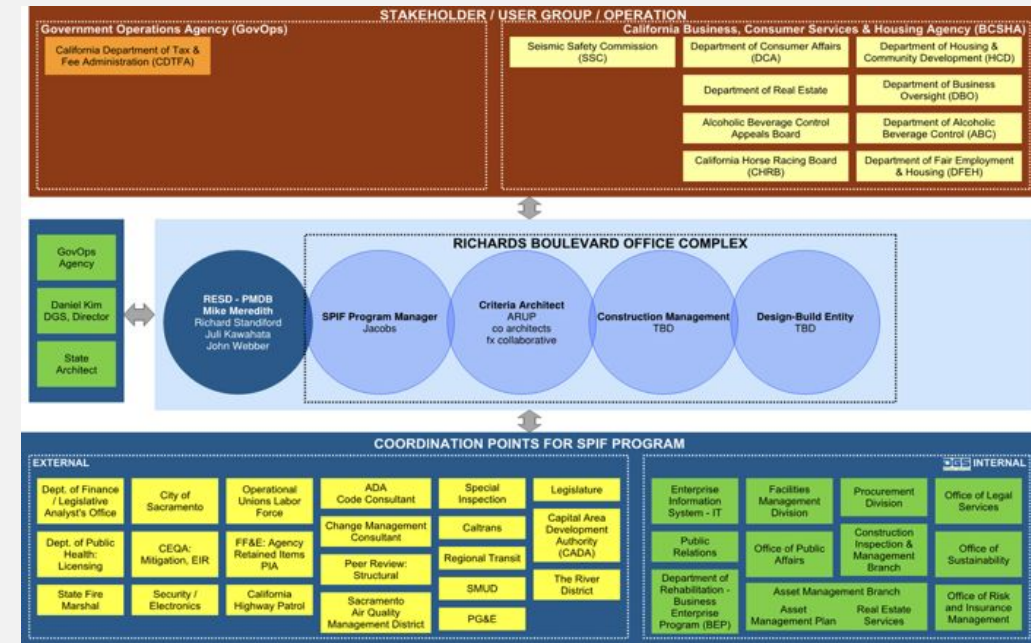 STAKEHOLDER / USER GROUP / OPERATION
Government Operations Agency (GovOps)
California Department of Tax &
Fee Administration (CDTFA)
California Business, Consumer Services & Housing Agency (BCSHA)
Seismic Safety Commission
(SSC)
Department of Consumer Affairs
(DCA)
Department of Housing &
Community Development (HCD)
Department of Real Estate
Department of Business
Oversight (DBO)
Alcoholic Beverage Control
Appeals Board
Department of Alcoholic
Beverage Control (ABC)
California Horse Racing Board
(CHRB)
Department of Fair Employment
& Housing (DFEH)
GovOps
Agency
Daniel Kim
DGS, Director
State
Architect
RICHARDS BOULEVARD OFFICE COMPLEX
RESD - PMDB
Mike Meredith
Richard Standiford
Juli Kawahata
John Webber
SPIF Program Manager
Jacobs
Criteria Architect
ARUP
co architects
fx collaborative
Construction Management
TBD
Design-Build Entity
TBD
COORDINATION POINTS FOR SPIF PROGRAM
EXTERNAL
Dept. of Finance
/ Legislative
Analyst's Office
City of
Sacramento
Operational
Unions Labor
Force
ADA
Code Consultant
Special
Inspection
Legislature
Dept. of Public
Health:
Licensing
CEQA:
Mitigation, EIR
FF&E: Agency
Retained Items
PIA
Change Management
Consultant
Caltrans
Capital Area
Development
Authority
(CADA)
Peer Review:
Structural
Regional Transit
State Fire
Marshal
Security /
Electronics
California
Highway Patrol
Sacramento
Air Quality
Management District
SMUD
The River
District
PG&E
DGS INTERNAL
Enterprise
Information
System - IT
Facilities
Management
Division
Procurement
Division
Office of Legal
Services
Public
Relations
Office of Public
Affairs
Construction
Inspection &
Management
Branch
Office of
Sustainability
Department of
Rehabilitation -
Business
Enterprise
Program (BEP)
Asset Management Branch
Asset
Management Plan
Real Estate
Services
Office of Risk
and Insurance
Management